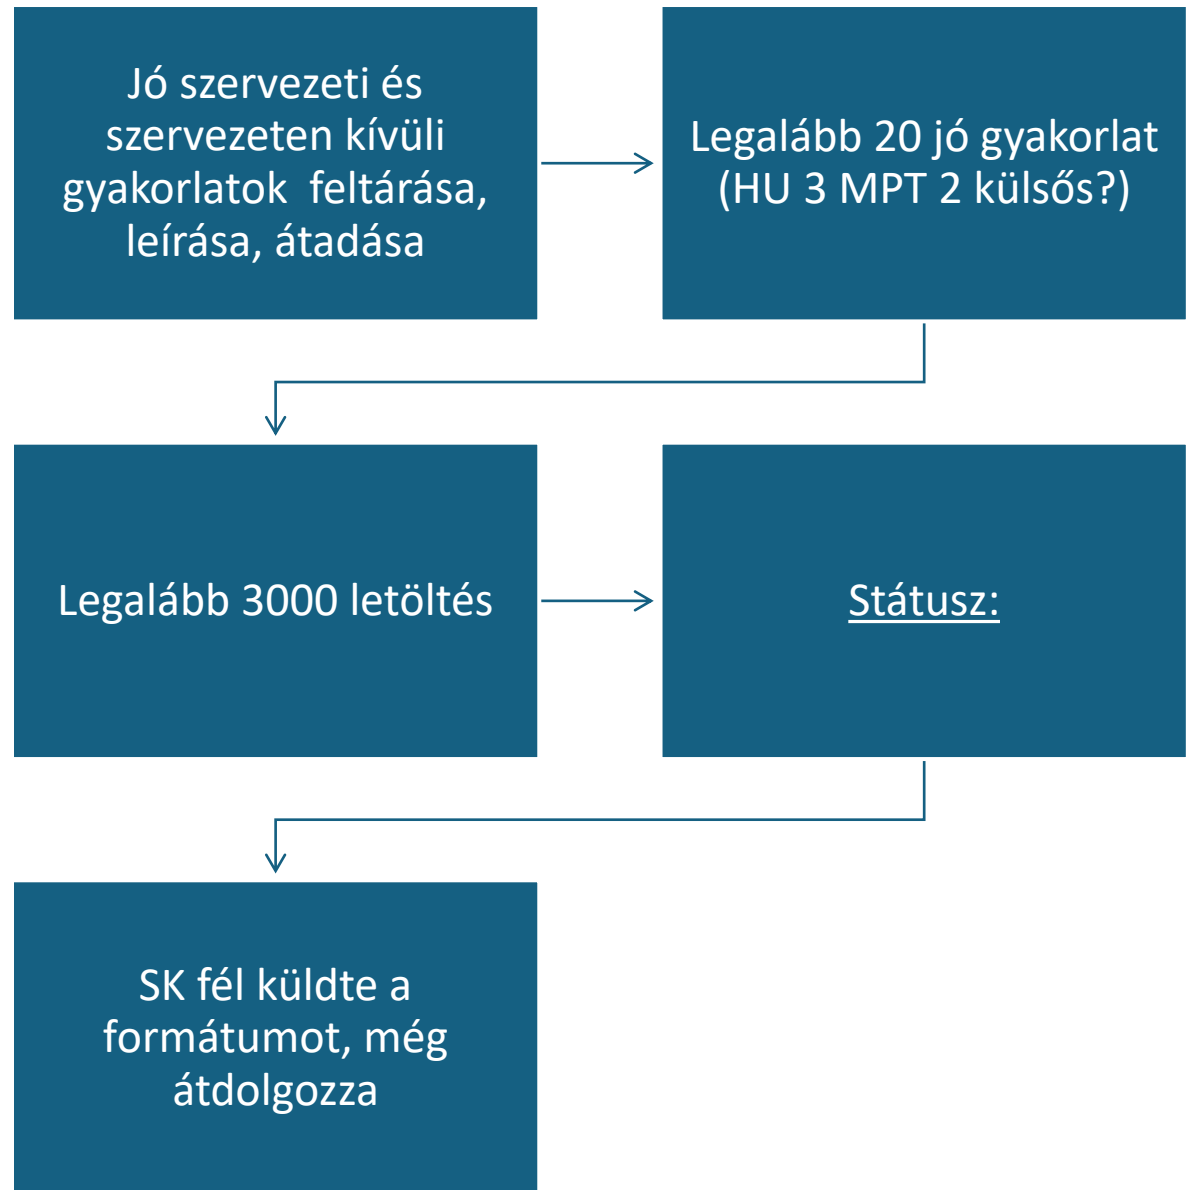 Jó szervezeti és
szervezeten kívüli
gyakorlatok  feltárása,
leírása, átadása
Legalább 20 jó gyakorlat
(HU 3 MPT 2 külsős?)
Legalább 3000 letöltés
Státusz:
SK fél küldte a
formátumot, még
átdolgozza